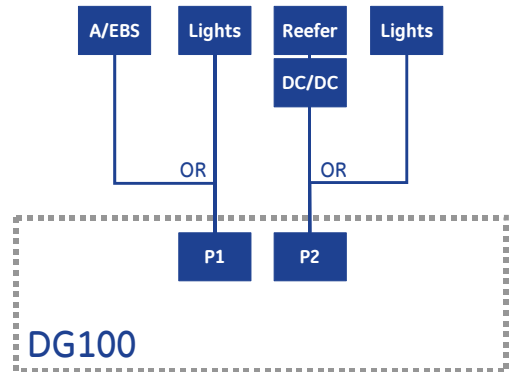 A/EBS Lights Reefer Lights
DC/DC
OR OR
P1 P2
DG100